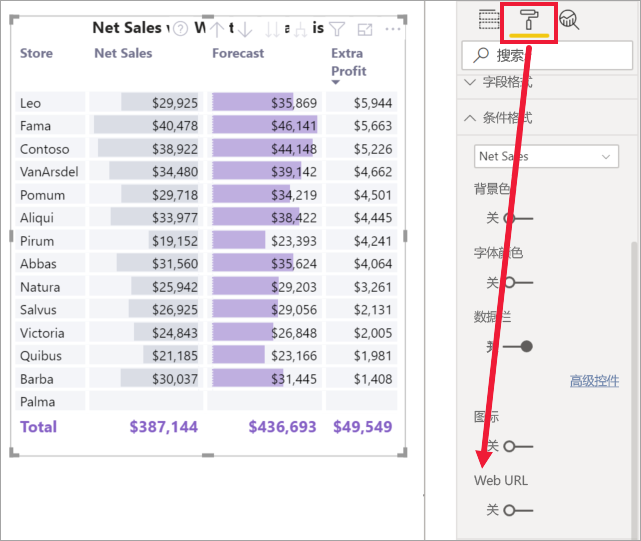 Net Sales v W t a is
Store Net Sales Forecast Extra Profit
Leo $29,925 $35,869 $5,944
Fama $40,478 $46,141 $5,663
Contoso $38,922 $44,148 $5,226
VanArsdel $34,480 $39,142 $4,662
Pomum $29,718 $34,219 $4,501
Aliqui $33,977 $38,422 $4,445
Pirum $19,152 $23,393 $4,241
Abbas $31,560 $35,624 $4,064
Natura $25,942 $29,203 $3,261
Salvus $26,925 $29,056 $2,131
Victoria $24,843 $26,848 $2,005
Quibus $21,185 $23,166 $1,981
Barba $30,037 $31,445 $1,408
Palma
Total $387,144 $436,693 $49,549
搜索
字段格式
条件格式
Net Sales
背景色
关
字体颜色
关
数据栏
开
高级控件
图标
关
Web URL
关